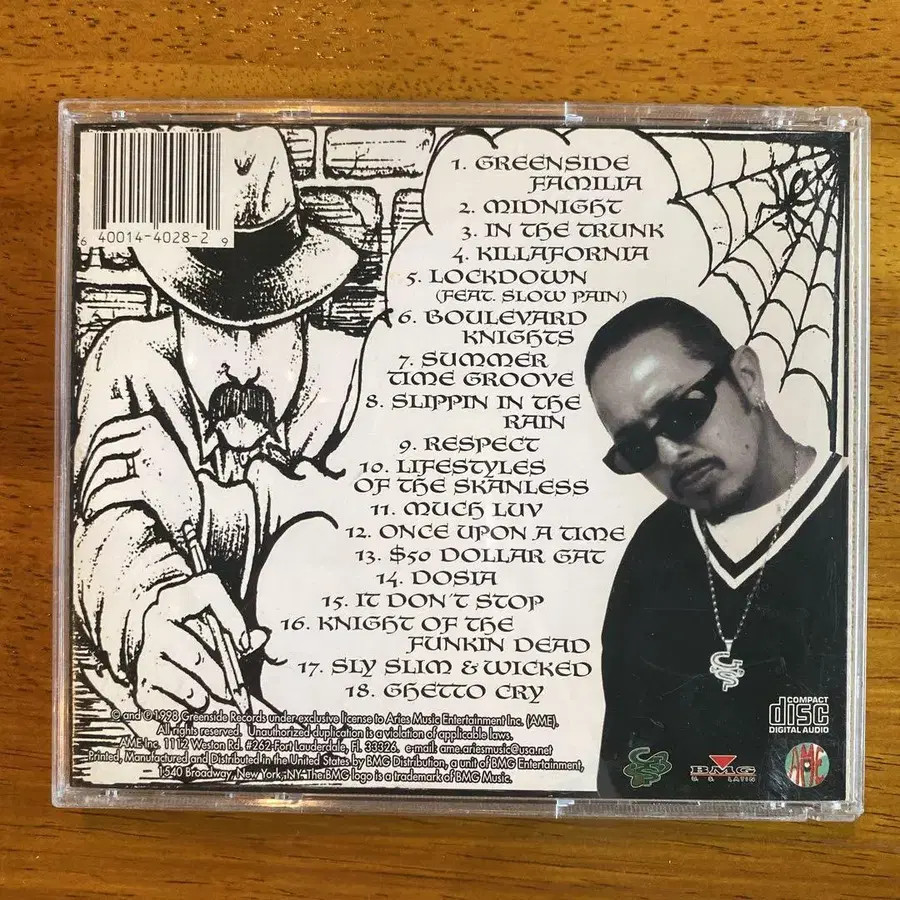 6 40014-4028-2 9
1. GREENSIDE
FAMILIA
2. MIDNIGHT
3. IN THE TRUNK
4. KILLAFORNIA
5. LOCKDOWN
(FEAT. SLOW PAIN)
6. BOULEVARD
KNIGHTS
7. SUMMER
TIME GROOVE
8. SLIPPIN IN THE
RAIN
9. RESPECT
10. LIFESTYLES
OF THE SKANLESS
11. MUCH LUV
12. ONCE UPON A TIME
13. $50 DOLLAR GAT
14. DOSIA
15. IT DON'T STOP
16. KNIGHT OF THE
FUNKIN DEAD
17. SLY SLIM & WICKED
18. GHETTO CRY
© and ℗ 1998 Greenside Records under exclusive license to Aries Music Entertainment Inc. (AME).
All rights reserved. Unauthorized duplication is a violation of applicable laws.
AME Inc. 1112 Weston Rd. #262 Fort Lauderdale, FL 33326. e-mail: ame.ariesmusic@usa.net
Printed, Manufactured and Distributed in the United States by BMG Distribution, a unit of BMG Entertainment,
1540 Broadway, New York, NY. The BMG logo is a trademark of BMG Music.
COMPACT
disc
DIGITAL AUDIO
BMG
U.S. LATIN
AME